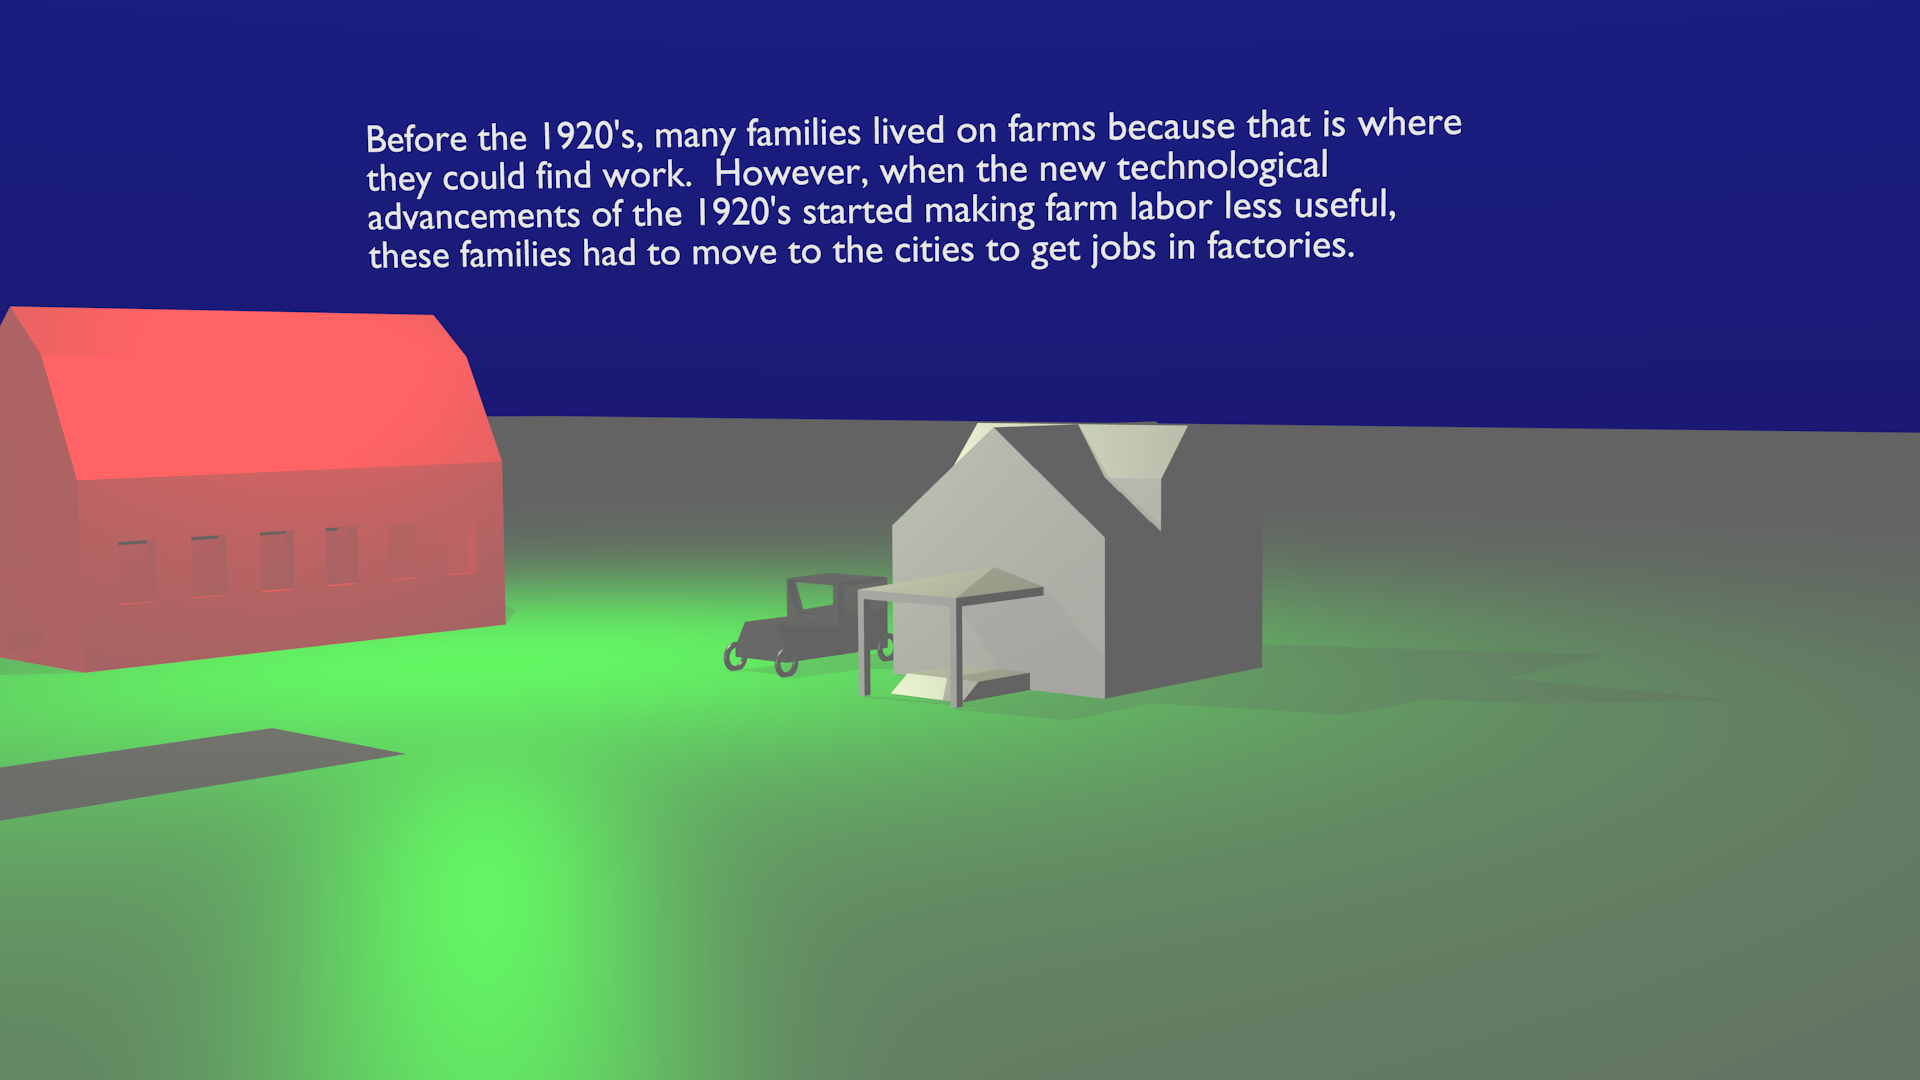 Before the 1920's, many families lived on farms because that is where
they could find work.  However, when the new technological
advancements of the 1920's started making farm labor less useful,
these families had to move to the cities to get jobs in factories.